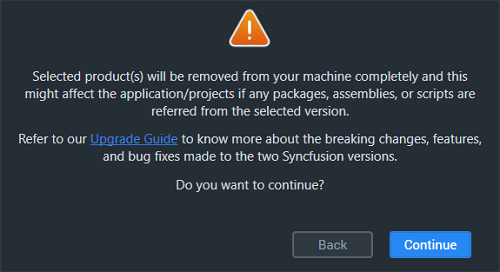 Selected product(s) will be removed from your machine completely and this
might affect the application/projects if any packages, assemblies, or scripts are
referred from the selected version.
Refer to our Upgrade Guide to know more about the breaking changes, features,
and bug fixes made to the two Syncfusion versions.
Do you want to continue?
Back
Continue